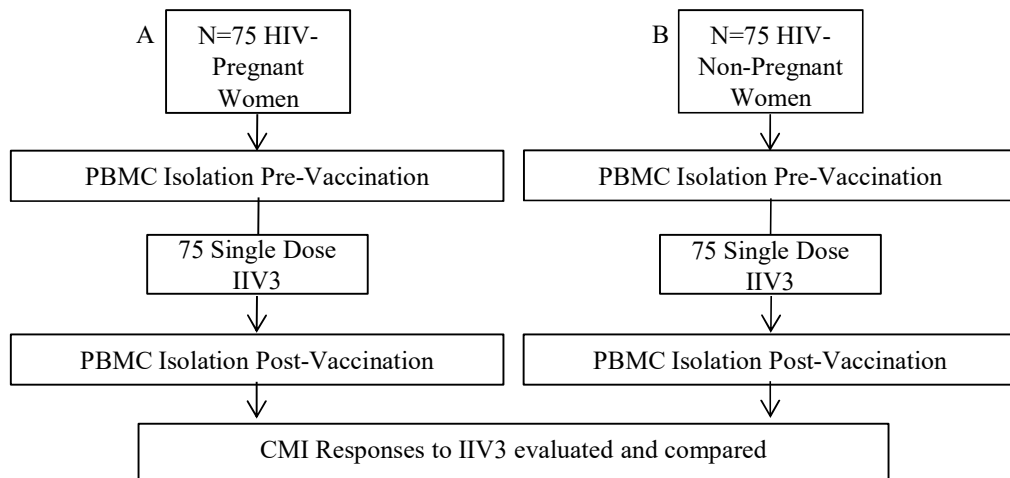 A
N=75 HIV-
Pregnant
Women
PBMC Isolation Pre-Vaccination
75 Single Dose
IIV3
PBMC Isolation Post-Vaccination
B
N=75 HIV-
Non-Pregnant
Women
PBMC Isolation Pre-Vaccination
75 Single Dose
IIV3
PBMC Isolation Post-Vaccination
CMI Responses to IIV3 evaluated and compared